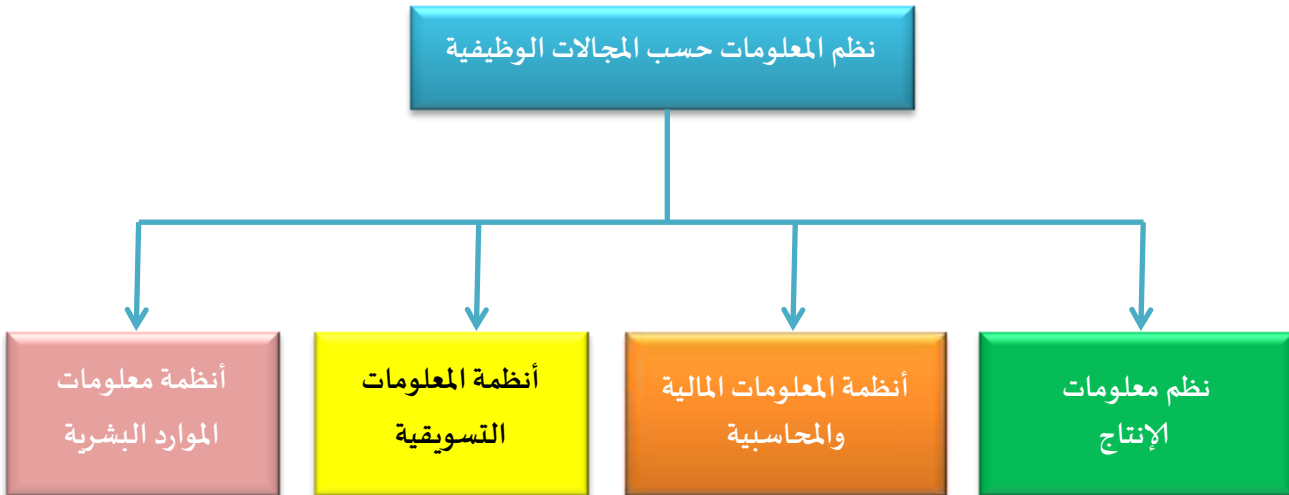 نظم المعلومات حسب المجالات الوظيفية
نظم معلومات
الإنتاج
أنظمة المعلومات المالية
والمحاسبية
أنظمة المعلومات
التسويقية
أنظمة معلومات
الموارد البشرية